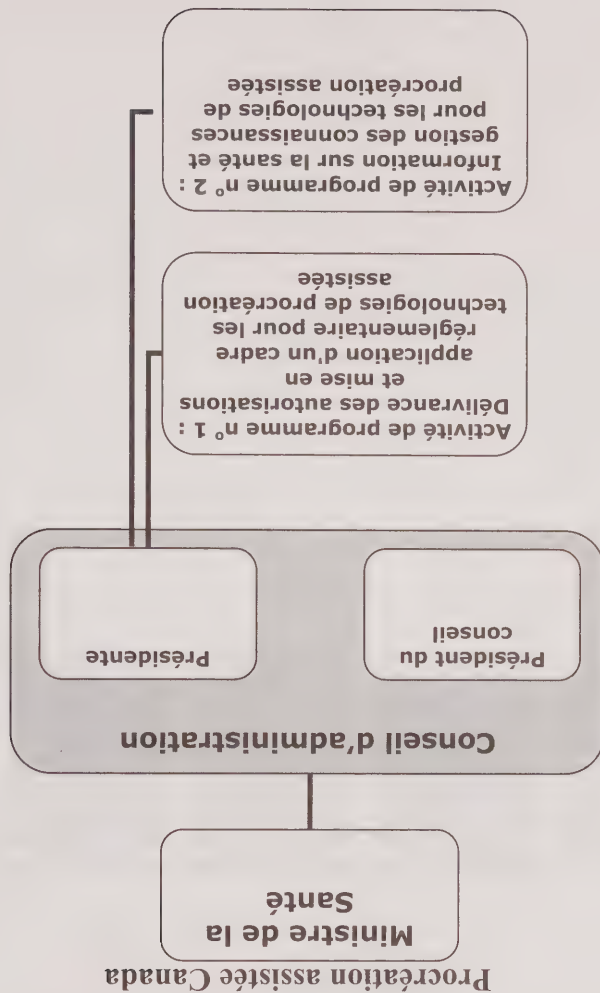 Procréation assistée Canada
Ministre de la
Santé
Conseil d'administration
Président du
conseil
Présidente
Activité de programme n° 1 :
Délivrance des autorisations
et mise en
application d'un cadre
réglementaire pour les
technologies de procréation
assistée
Activité de programme n° 2 :
Information sur la santé et
gestion des connaissances
pour les technologies de
procréation assistée